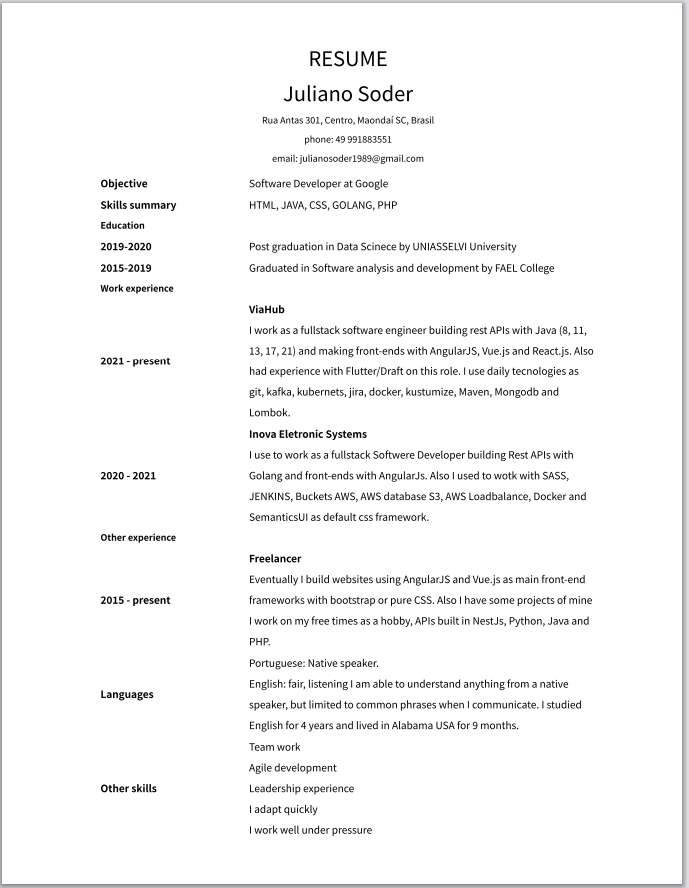 RESUME
Juliano Soder
Rua Antas 301, Centro, Maondaí SC, Brasil
phone: 49 991883551
email: julianosoder1989@gmail.com
Objective Software Developer at Google
Skills summary HTML, JAVA, CSS, GOLANG, PHP
Education
2019-2020 Post graduation in Data Scinece by UNIASSELVI University
2015-2019 Graduated in Software analysis and development by FAEL College
Work experience
ViaHub
I work as a fullstack software engineer building rest APIs with Java (8, 11,
13, 17, 21) and making front-ends with AngularJS, Vue.js and React.js. Also
2021 - present
had experience with Flutter/Draft on this role. I use daily tecnologies as
git, kafka, kubernets, jira, docker, kustumize, Maven, Mongodb and
Lombok.
Inova Eletronic Systems
I use to work as a fullstack Softwere Developer building Rest APIs with
2020 - 2021 Golang and front-ends with AngularJs. Also I used to wotk with SASS,
JENKINS, Buckets AWS, AWS database S3, AWS Loadbalance, Docker and
SemanticsUI as default css framework.
Other experience
Freelancer
Eventually I build websites using AngularJS and Vue.js as main front-end
2015 - present frameworks with bootstrap or pure CSS. Also I have some projects of mine
I work on my free times as a hobby, APIs built in NestJs, Python, Java and
PHP.
Portuguese: Native speaker.
English: fair, listening I am able to understand anything from a native
Languages
speaker, but limited to common phrases when I communicate. I studied
English for 4 years and lived in Alabama USA for 9 months.
Team work
Agile development
Other skills Leadership experience
I adapt quickly
I work well under pressure